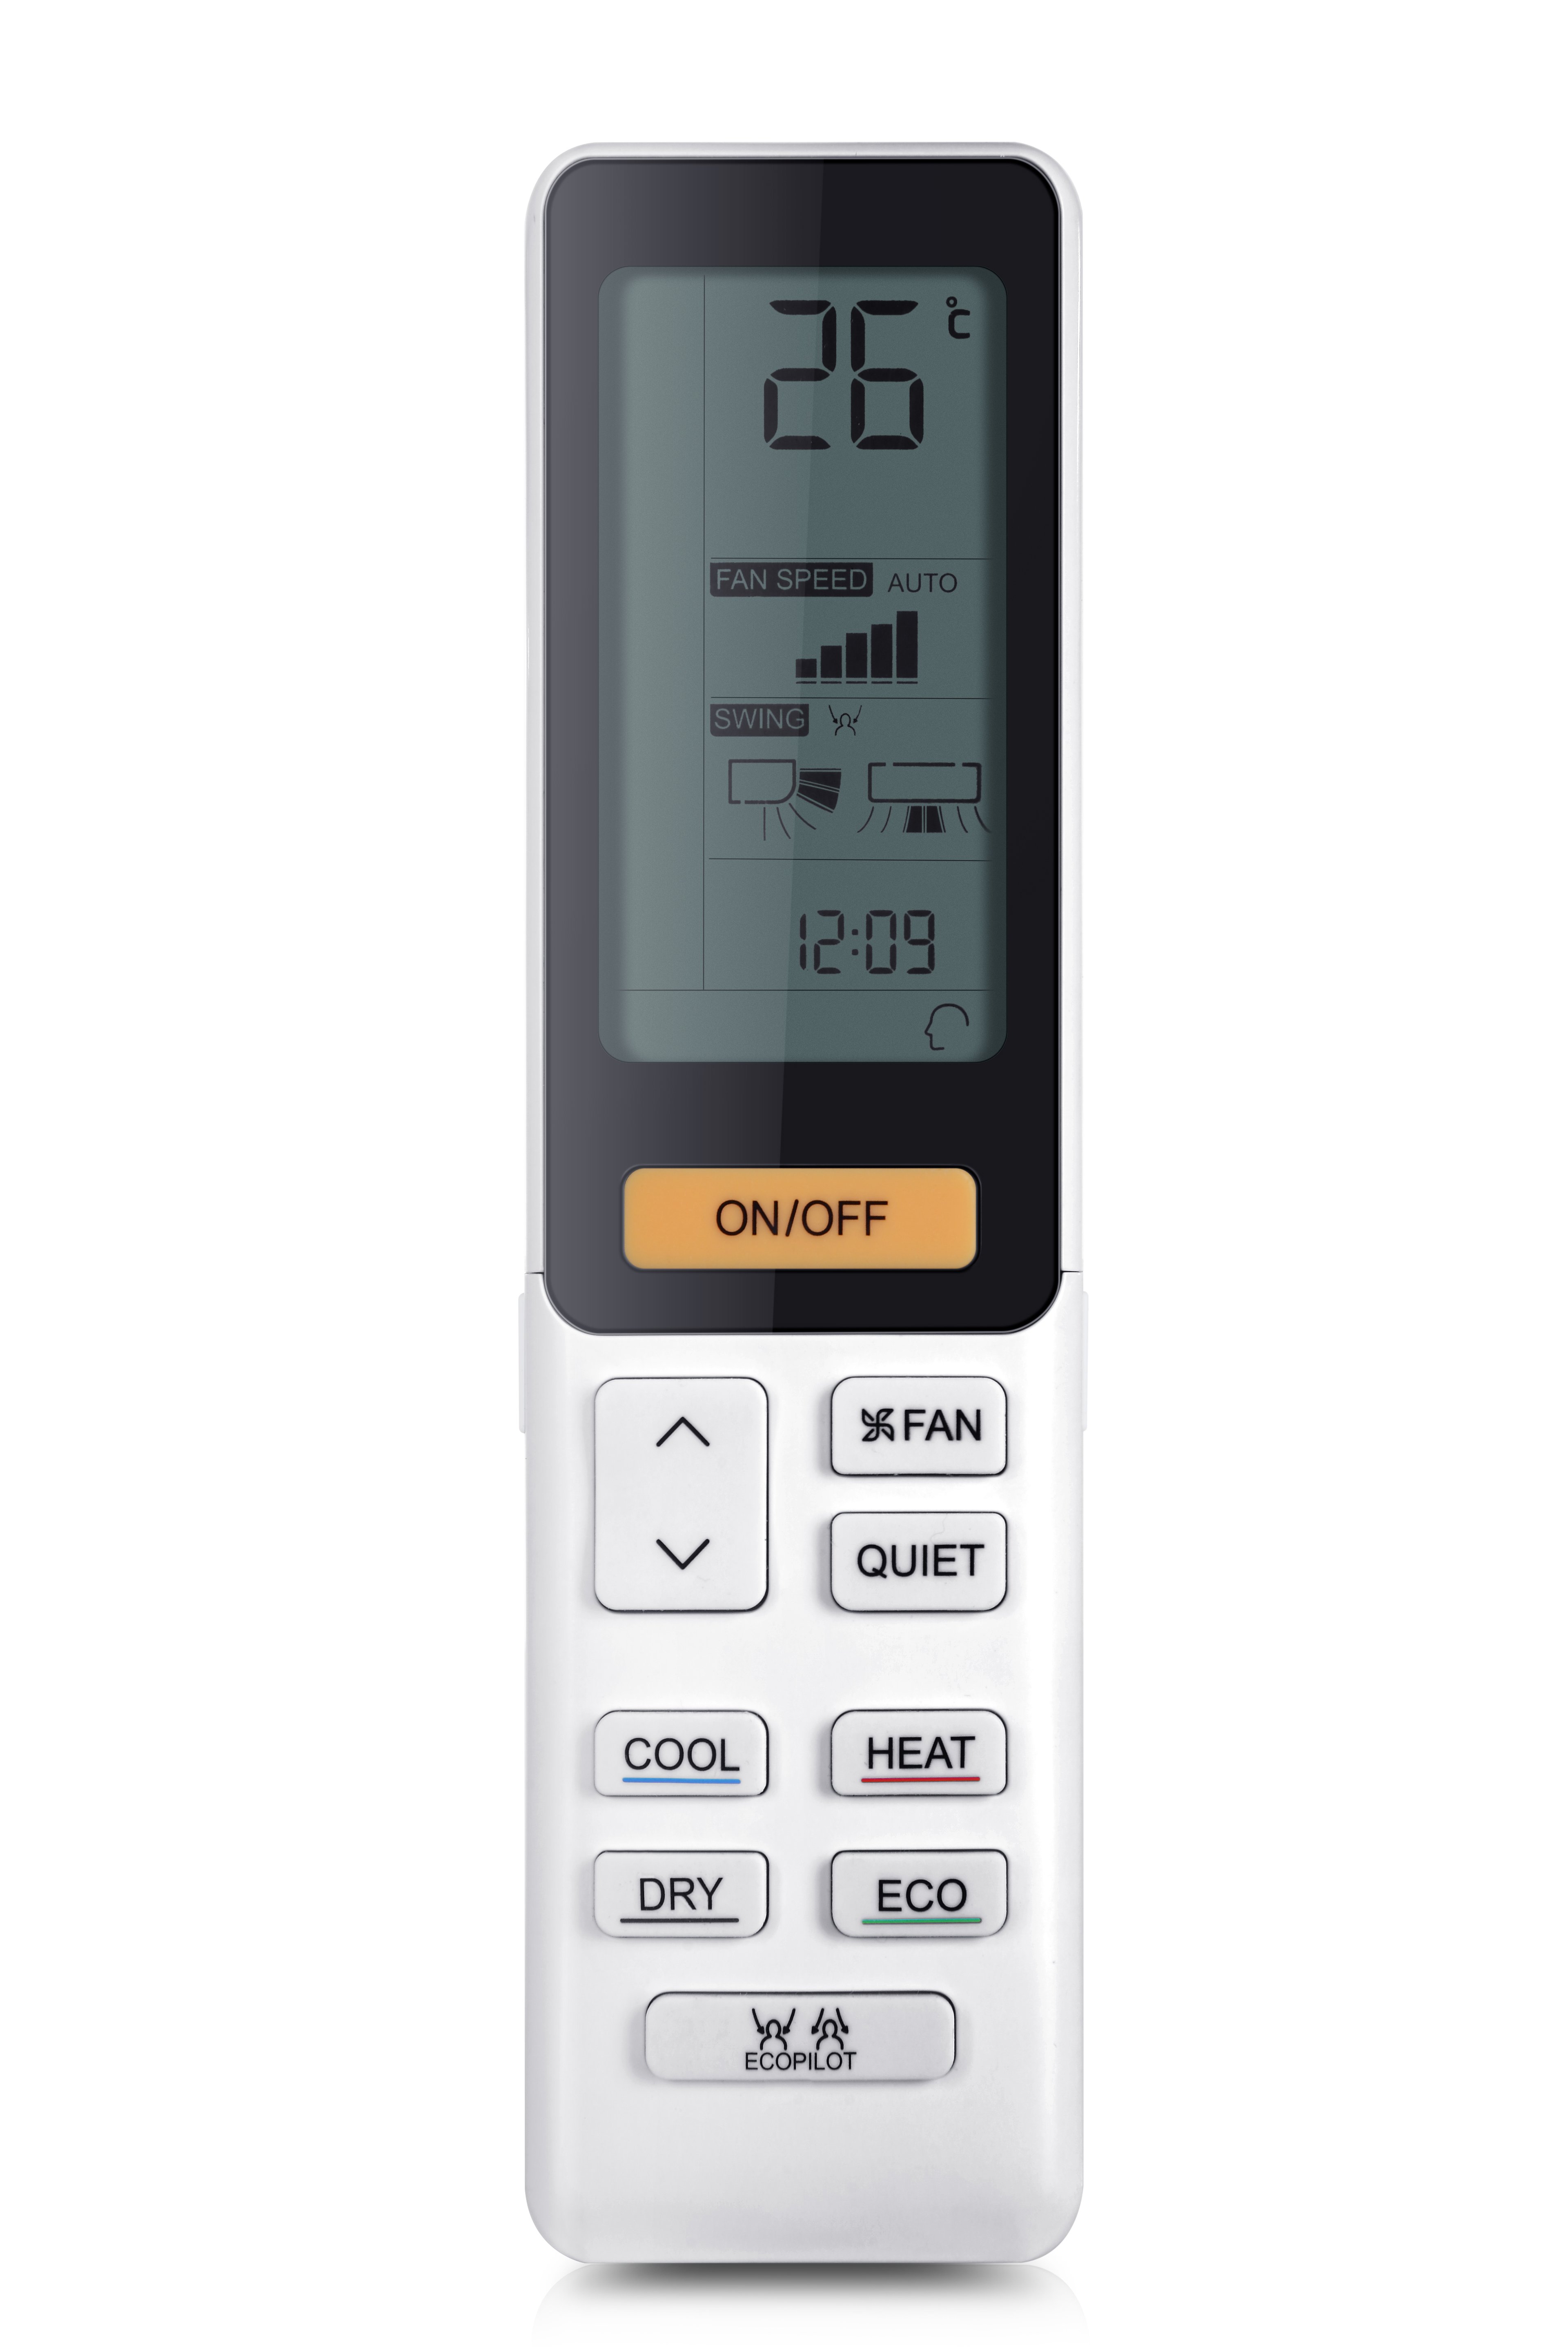 26 °C
FAN SPEED AUTO
SWING
12:09
ON/OFF
FAN
QUIET
COOL HEAT
DRY ECO
ECOPILOT